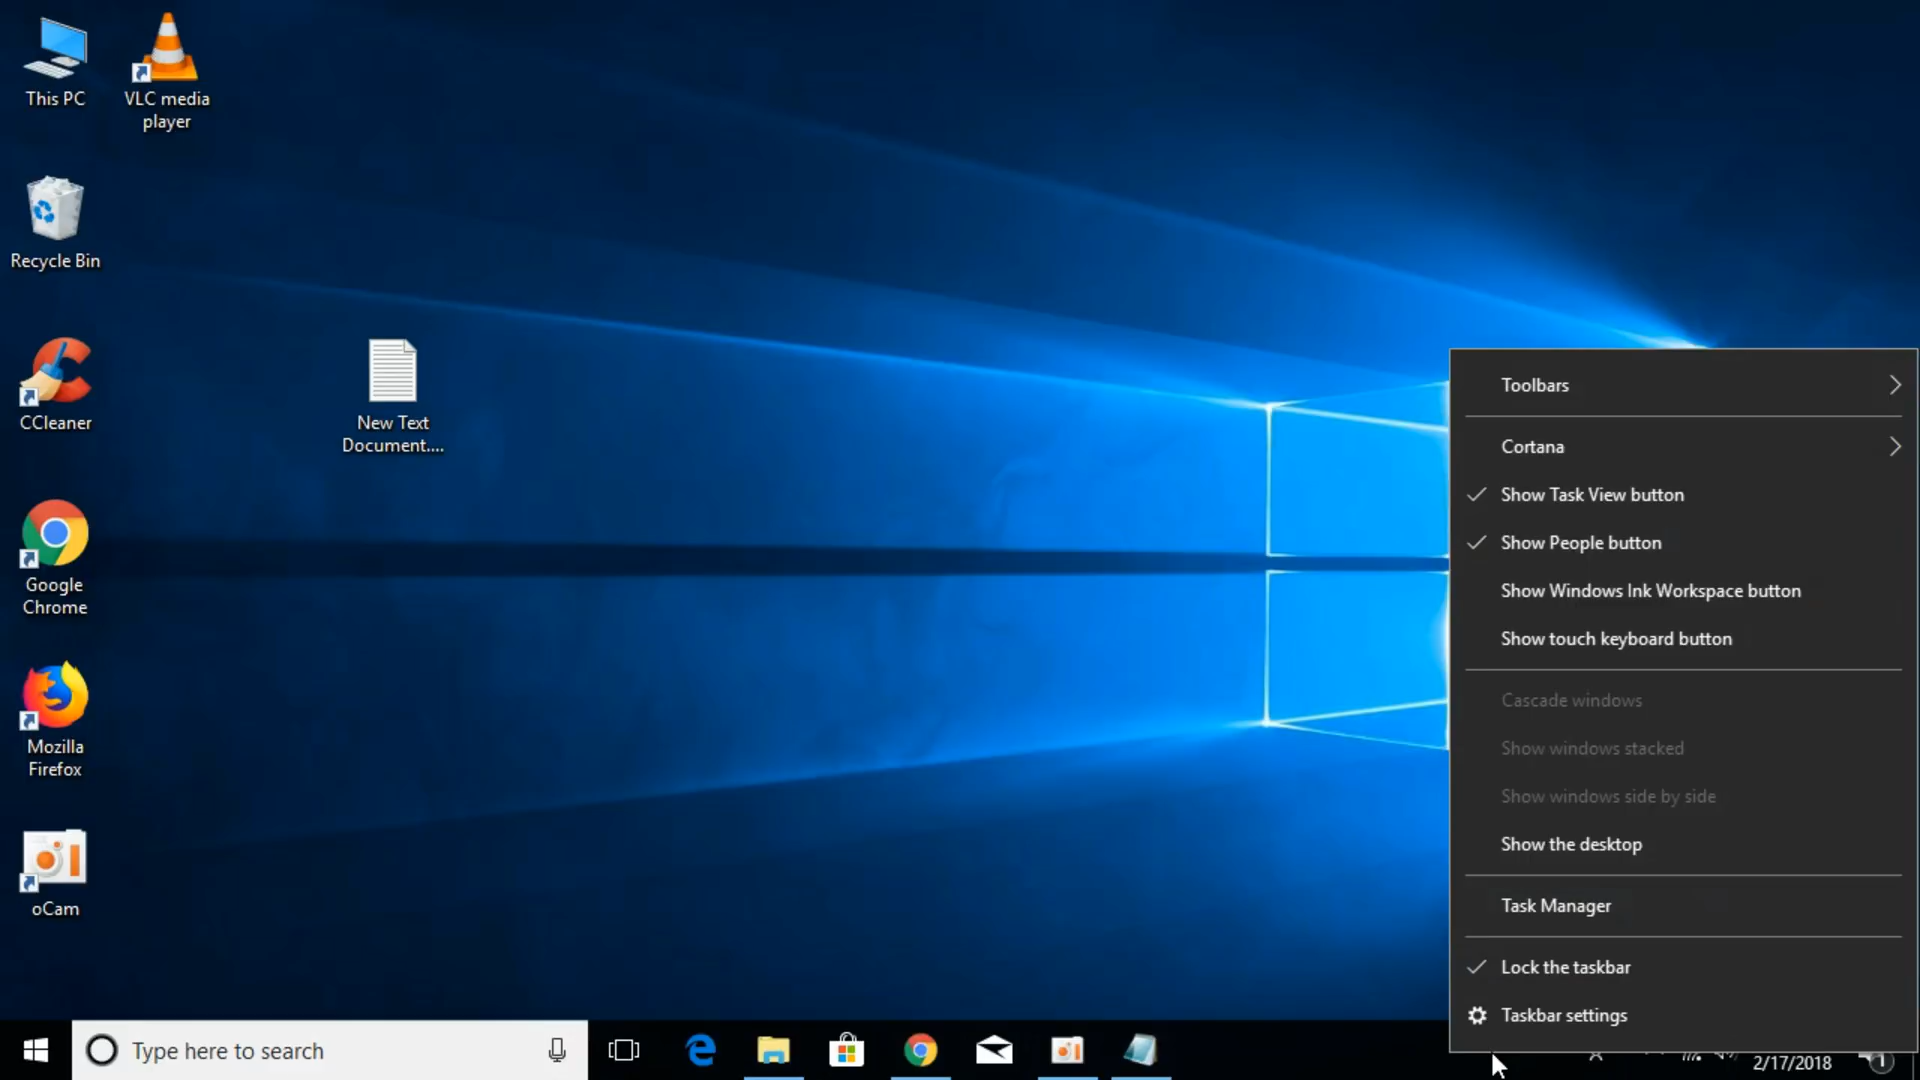 This PC
VLC media
player
Recycle Bin
CCleaner
New Text
Document....
Google
Chrome
Mozilla
Firefox
oCam
Toolbars
Cortana
Show Task View button
Show People button
Show Windows Ink Workspace button
Show touch keyboard button
Cascade windows
Show windows stacked
Show windows side by side
Show the desktop
Task Manager
Lock the taskbar
Taskbar settings
Type here to search
2/17/2018
1